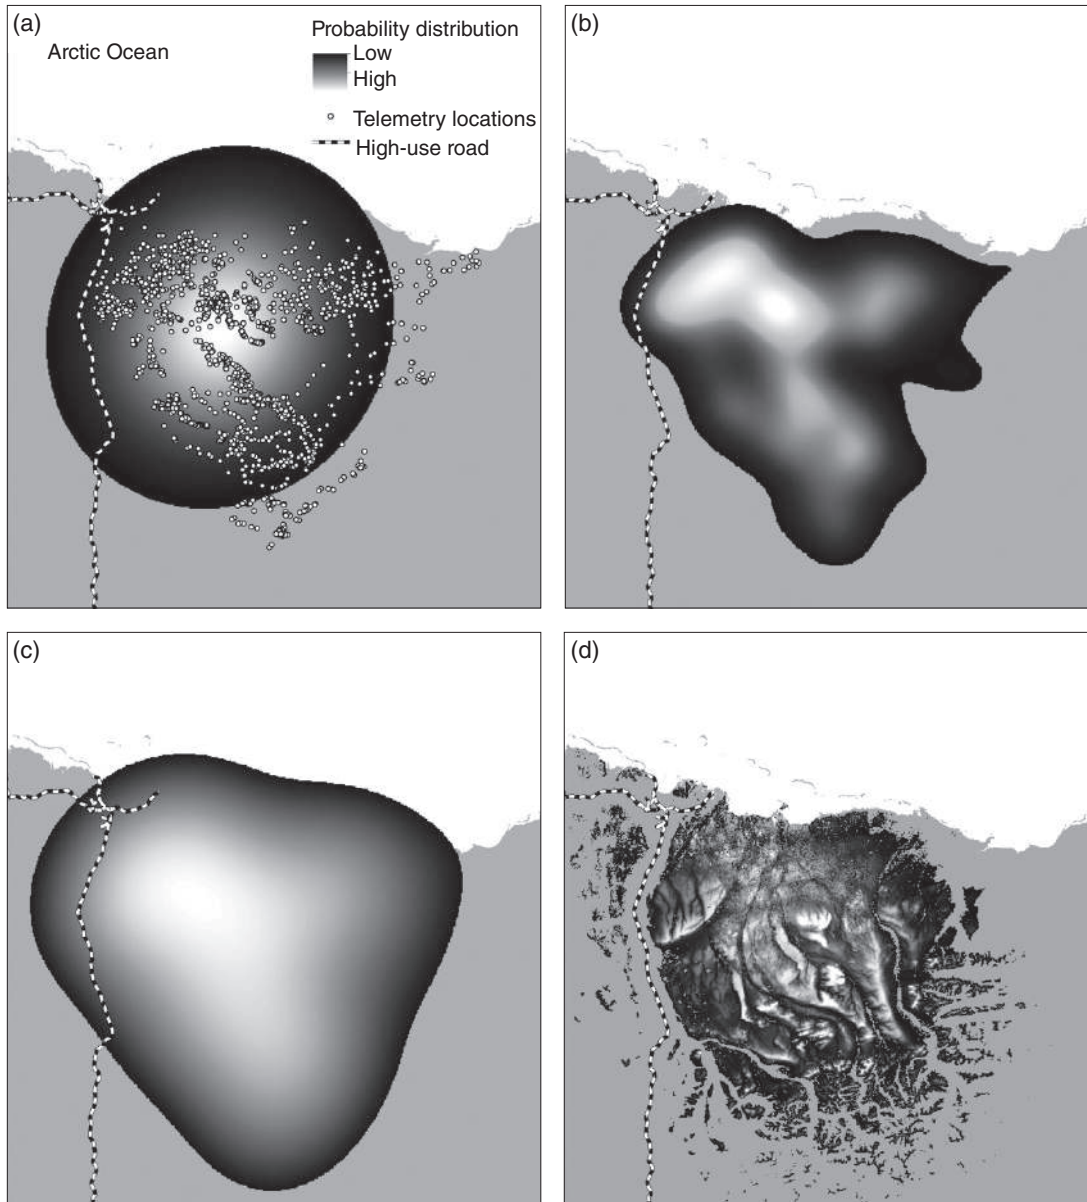 (a)
Arctic Ocean
Probability distribution
Low
High
Telemetry locations
High-use road
(b)
(c)
(d)